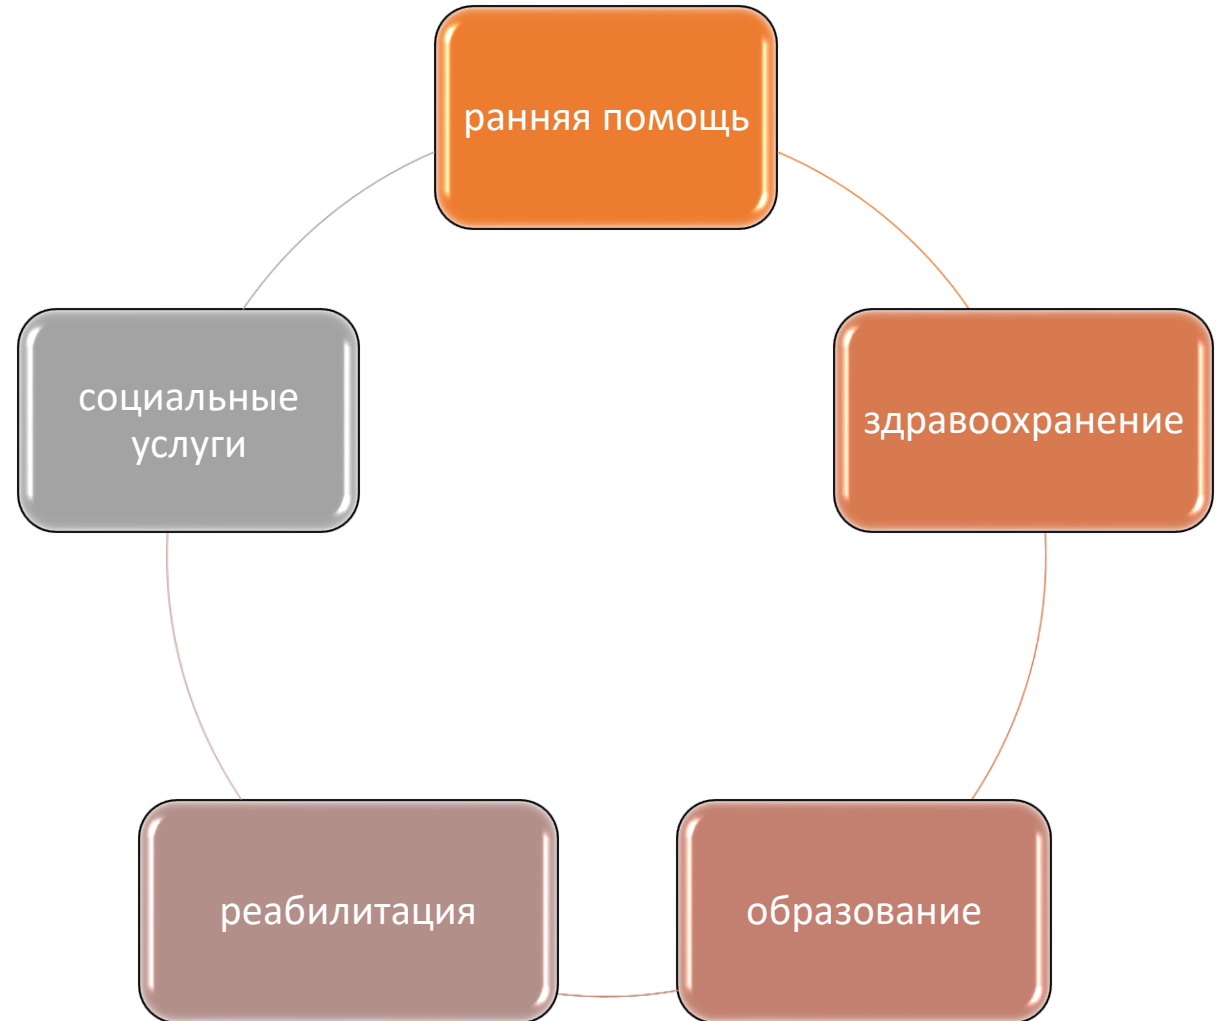 ранняя помощь
здравоохранение
образование
реабилитация
социальные
услуги